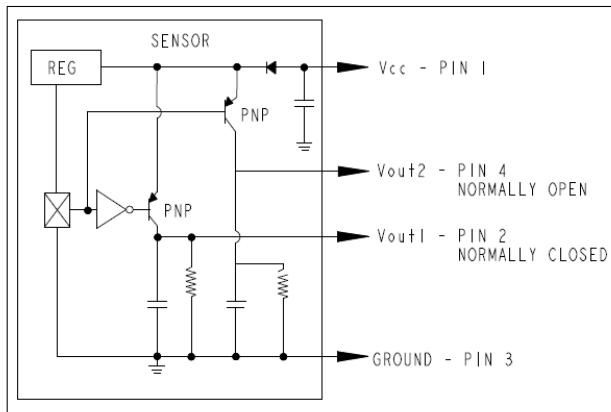 SENSOR
REG
Vcc - PIN 1
PNP
Vout2 - PIN 4
NORMALLY OPEN
PNP
Vout1 - PIN 2
NORMALLY CLOSED
GROUND - PIN 3